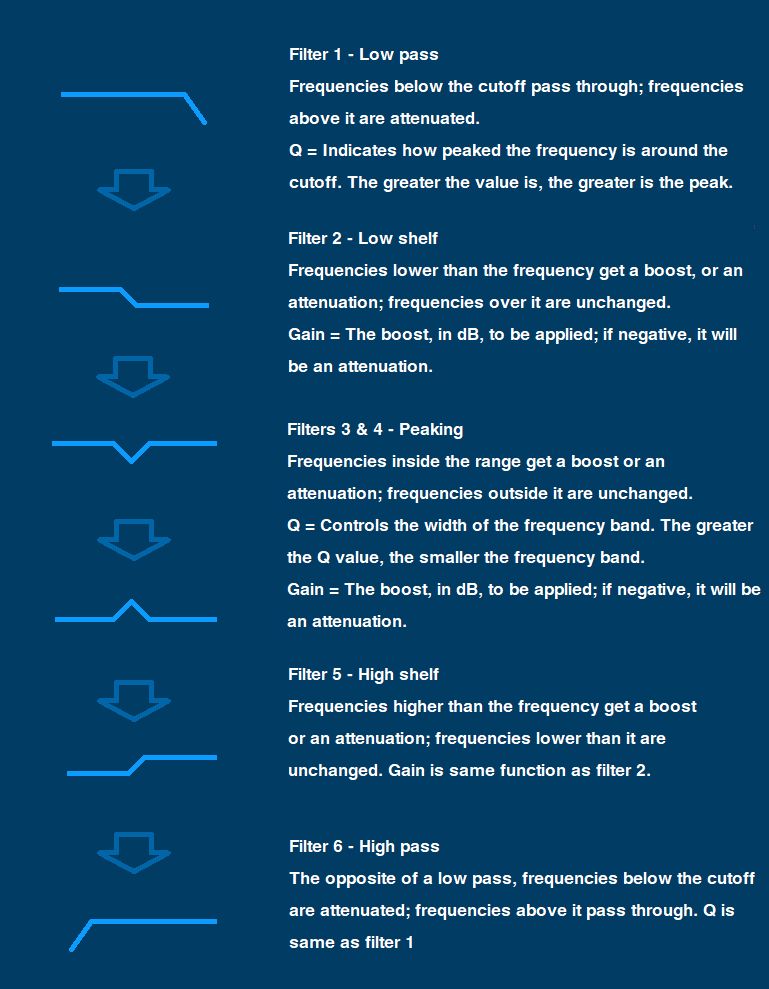 Filter 1 - Low pass
Frequencies below the cutoff pass through; frequencies
above it are attenuated.
Q = Indicates how peaked the frequency is around the
cutoff. The greater the value is, the greater is the peak.
Filter 2 - Low shelf
Frequencies lower than the frequency get a boost, or an
attenuation; frequencies over it are unchanged.
Gain = The boost, in dB, to be applied; if negative, it will
be an attenuation.
Filters 3 & 4 - Peaking
Frequencies inside the range get a boost or an
attenuation; frequencies outside it are unchanged.
Q = Controls the width of the frequency band. The greater
the Q value, the smaller the frequency band.
Gain = The boost, in dB, to be applied; if negative, it will be
an attenuation.
Filter 5 - High shelf
Frequencies higher than the frequency get a boost
or an attenuation; frequencies lower than it are
unchanged. Gain is same function as filter 2.
Filter 6 - High pass
The opposite of a low pass, frequencies below the cutoff
are attenuated; frequencies above it pass through. Q is
same as filter 1